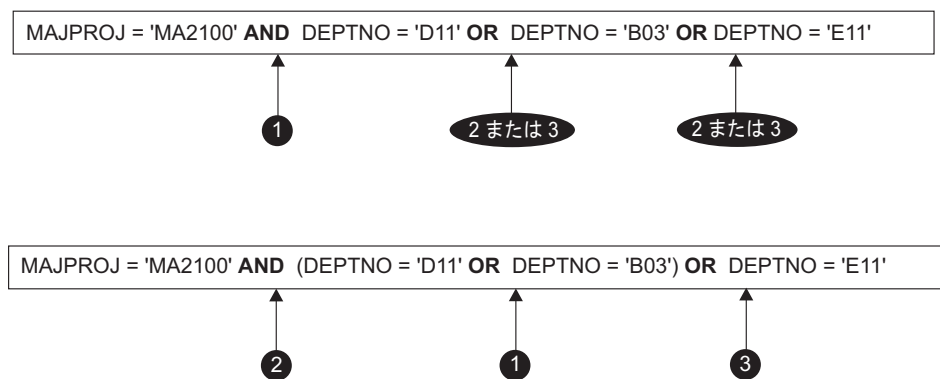 MAJPROJ = 'MA2100' AND DEPTNO = 'D11' OR DEPTNO = 'B03' OR DEPTNO = 'E11'
1 2 または 3 2 または 3
MAJPROJ = 'MA2100' AND (DEPTNO = 'D11' OR DEPTNO = 'B03') OR DEPTNO = 'E11'
2 1 3